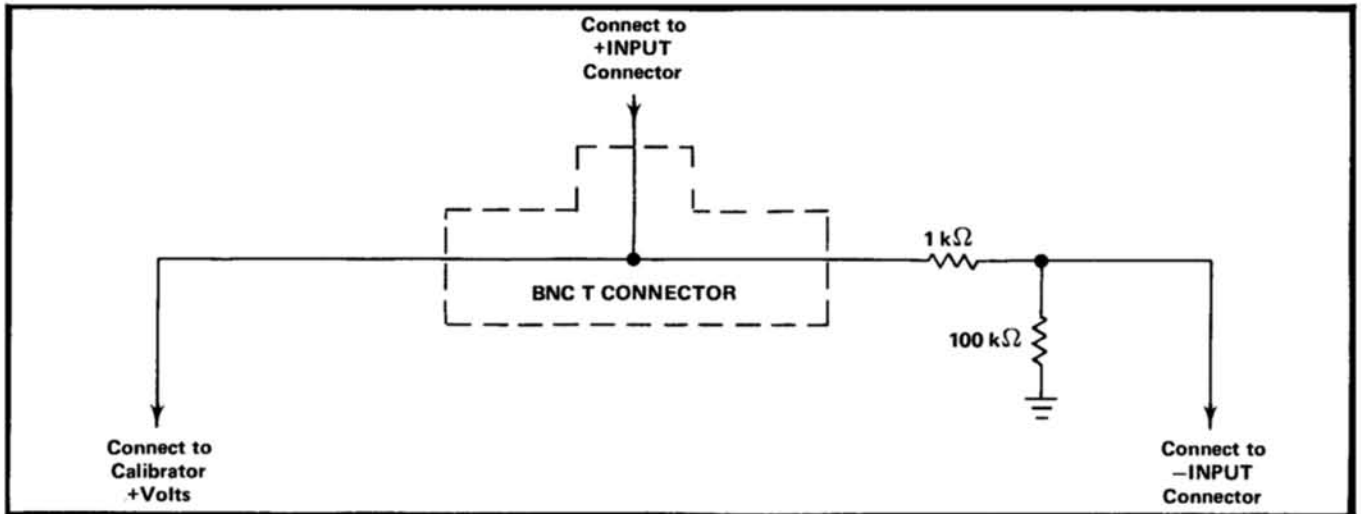 Connect to
+INPUT
Connector
BNC T CONNECTOR
1 kΩ
100 kΩ
Connect to
Calibrator
+Volts
Connect to
−INPUT
Connector